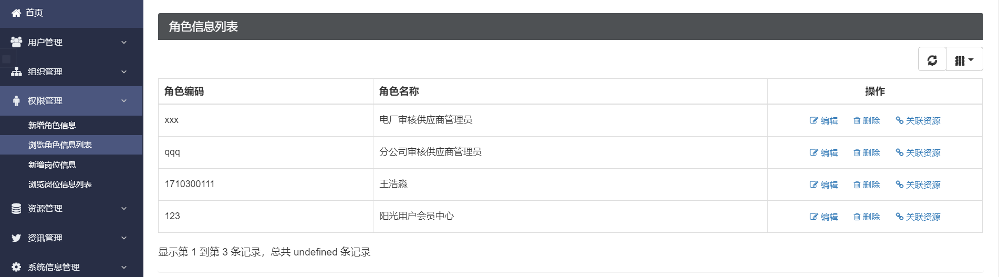 首页
用户管理
组织管理
权限管理
新增角色信息
浏览角色信息列表
新增岗位信息
浏览岗位信息列表
资源管理
资讯管理
系统信息管理
角色信息列表
角色编码 角色名称 操作
xxx 电厂审核供应商管理员 编辑 删除 关联资源
qqq 分公司审核供应商管理员 编辑 删除 关联资源
1710300111 王浩淼 编辑 删除 关联资源
123 阳光用户会员中心 编辑 删除 关联资源
显示第 1 到第 3 条记录，总共 undefined 条记录